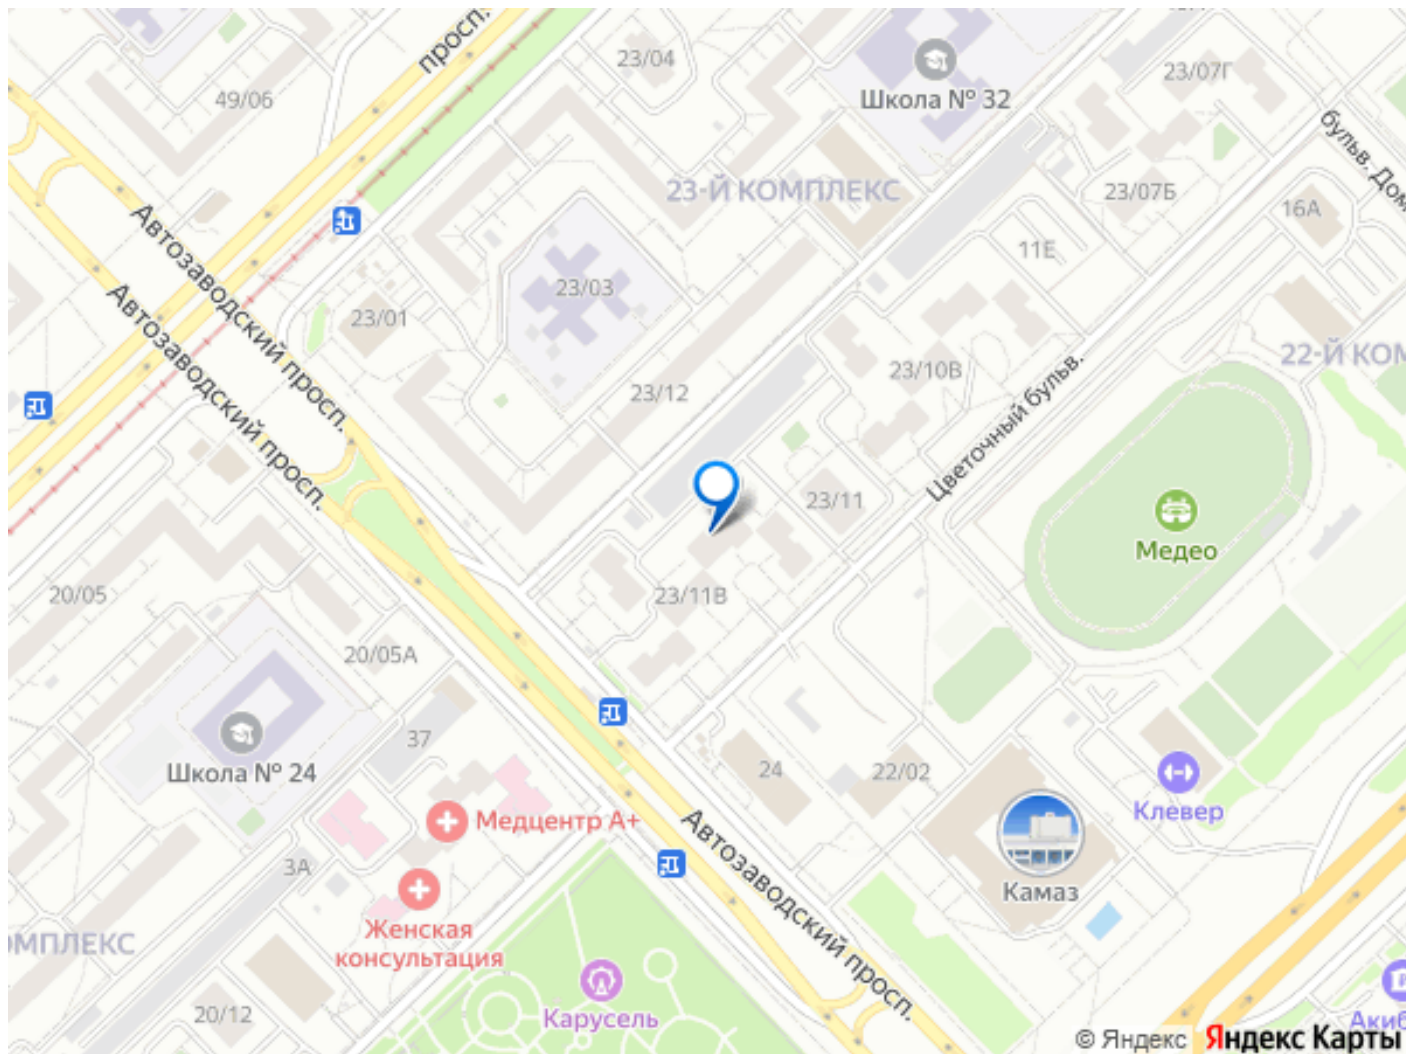 просп.
23/04
23/07Г
49/06
Школа № 32
бульв. Дом
23-Й КОМПЛЕКС
23/07Б
16А
Автозаводский просп.
11Е
23/03
Автозаводский просп.
23/01
22-Й КОМ
23/10В
23/12
Цветочный бульв.
23/11
Медео
20/05
23/11В
20/05А
37
Школа № 24
24
22/02
Клевер
Медцентр А+
Автозаводский просп.
3А
Камаз
Женская
консультация
ОМПЛЕКС
20/12
Карусель
Акиб
© Яндекс Яндекс Карты